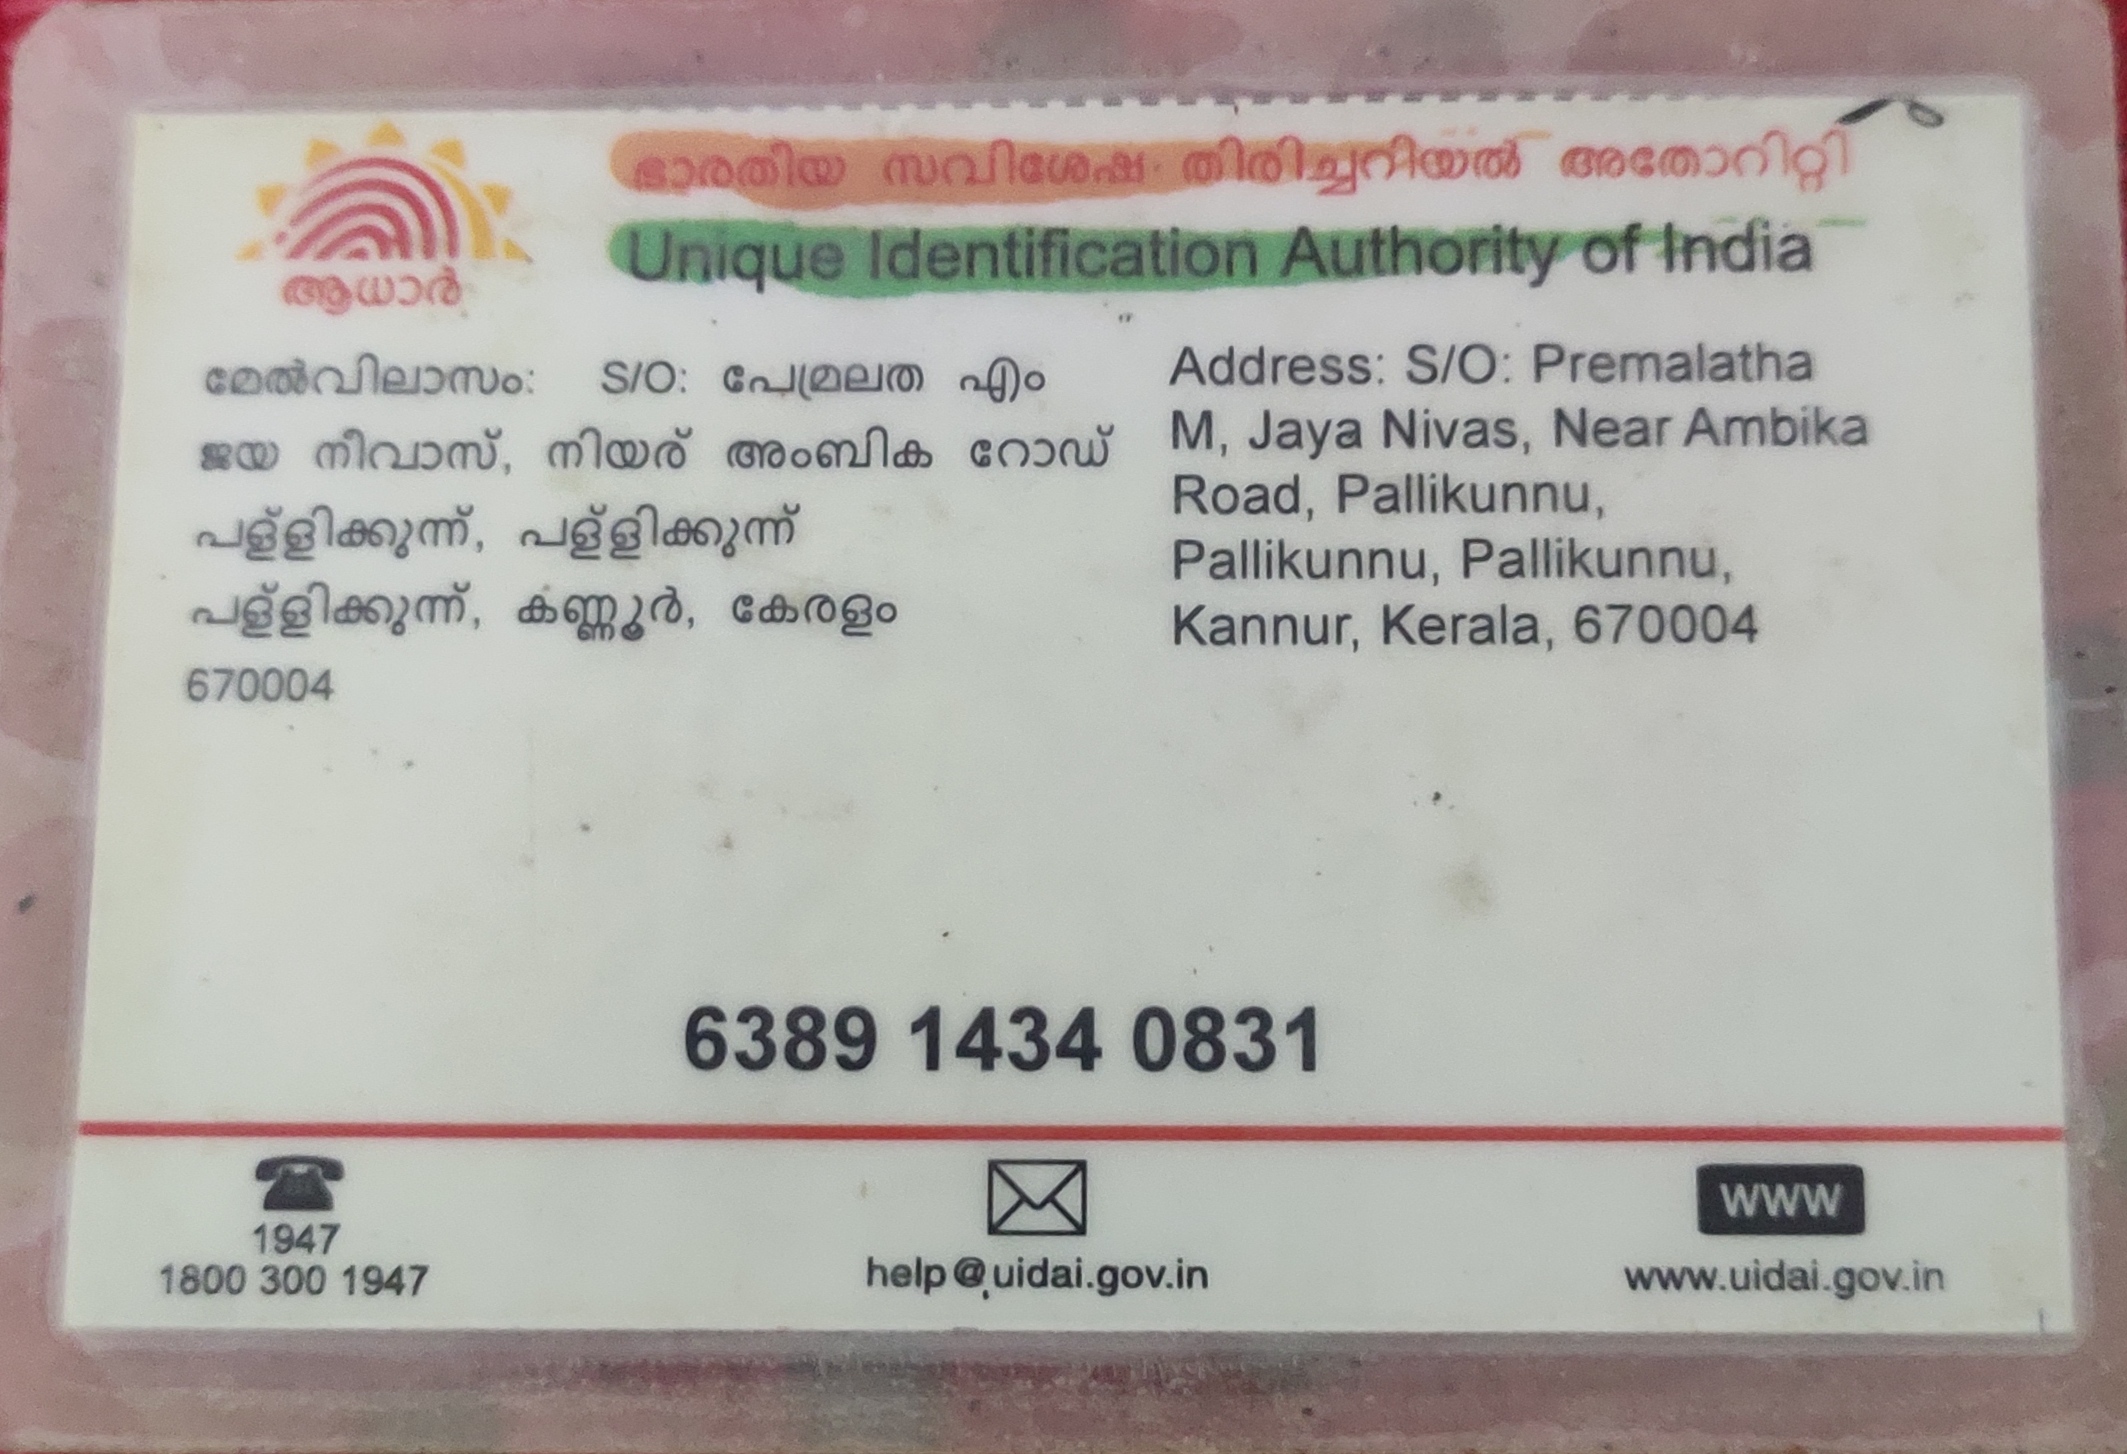 ഭാരതീയ സവിശേഷ തിരിച്ചറിയൽ അതോറിറ്റി
Unique Identification Authority of India
ആധാർ
മേൽവിലാസം: S/O: പ്രേമലത എം
ജയ നിവാസ്, നിയര് അംബിക റോഡ്
പള്ളിക്കുന്ന്, പള്ളിക്കുന്ന്
പള്ളിക്കുന്ന്, കണ്ണൂർ, കേരളം
670004
Address: S/O: Premalatha
M, Jaya Nivas, Near Ambika
Road, Pallikunnu,
Pallikunnu, Pallikunnu,
Kannur, Kerala, 670004
6389 1434 0831
1947
1800 300 1947
help@uidai.gov.in
WWW
www.uidai.gov.in